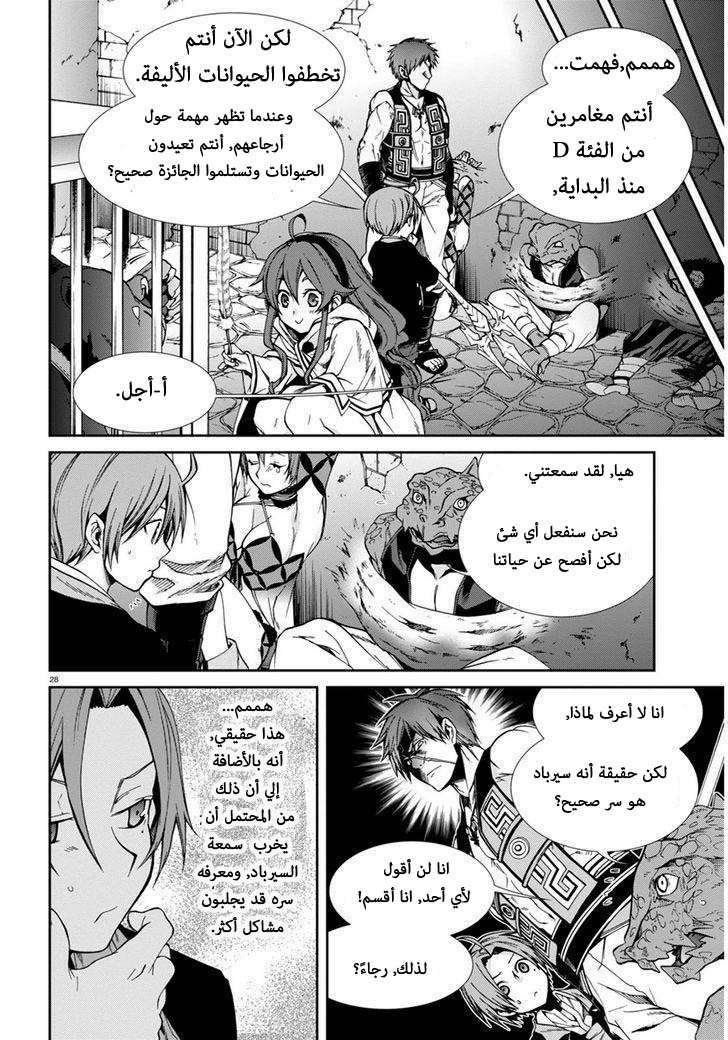 هممم,فهمت...
أنتم مغامرين
من الفئة D
منذ البداية,
لكن الآن أنتم
تخطفوا الحيوانات الأليفة.
وعندما تظهر مهمة حول
أرجاعهم, أنتم تعيدون
الحيوانات وتستلموا الجائزة صحيح؟
أ-أجل.
هيا, لقد سمعتني.
نحن سنفعل أي شئ
لكن أفصح عن حياتنا
28
انا لا أعرف لماذا,
لكن حقيقة أنه سيرباد
هو سر صحيح؟
انا لن أقول
لأي أحد, انا أقسم!
لذلك, رجاءً؟
هممم...
هذا حقيقي,
أنه بالأضافة
إلي أن ذلك
من المحتمل أن
يخرب سمعة
السيرباد, ومعرفه
سره قد يجلبون
مشاكل أكثر.